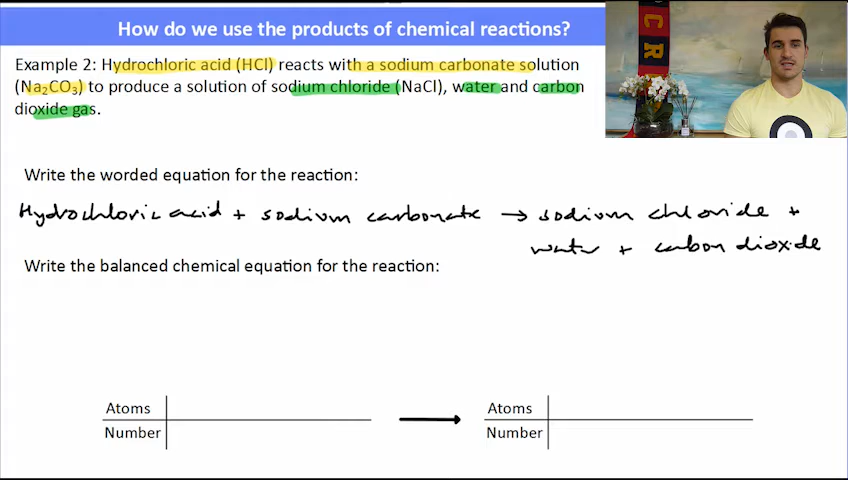 How do we use the products of chemical reactions?
Example 2: Hydrochloric acid (HCl) reacts with a sodium carbonate solution
(Na₂CO₃) to produce a solution of sodium chloride (NaCl), water and carbon
dioxide gas.
Write the worded equation for the reaction:
Hydrochloric acid + sodium carbonate → sodium chloride +
water + carbon dioxide
Write the balanced chemical equation for the reaction:
Atoms
Number
Atoms
Number